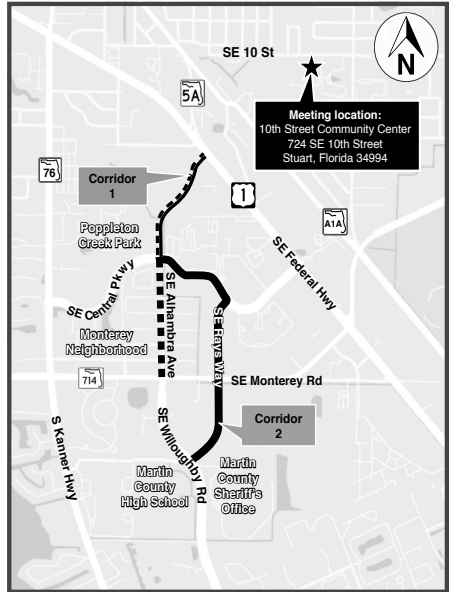 SE 10 St
N
5A
Meeting location:
10th Street Community Center
724 SE 10th Street
Stuart, Florida 34994
76
Corridor
1
1
A1A
Poppleton
Creek Park
SE Federal Hwy
SE Central Pkwy
SE Alhambra Ave
SE Rays Way
Monterey
Neighborhood
714
SE Monterey Rd
S Kanner Hwy
SE Willoughby Rd
Corridor
2
Martin
County
High School
Martin
County
Sheriff's
Office